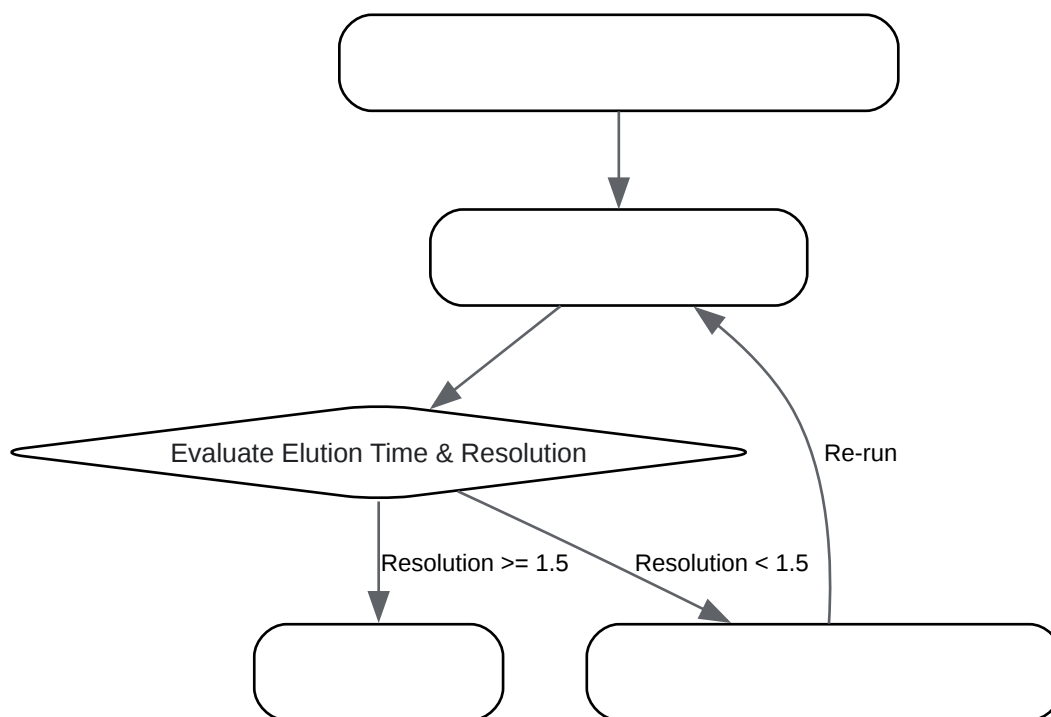 Evaluate Elution Time & Resolution
Re-run
Resolution >= 1.5
Resolution < 1.5